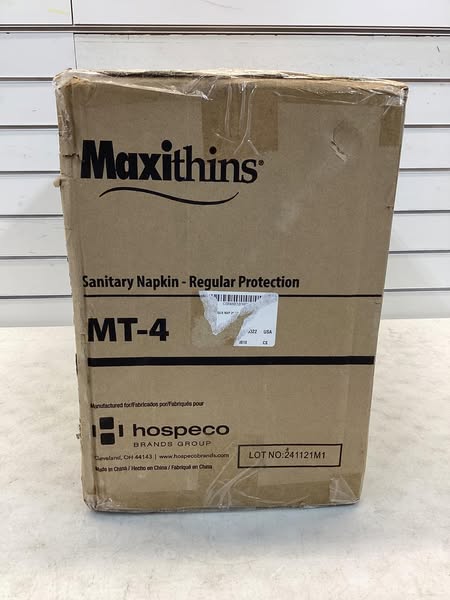 Maxithins®
Sanitary Napkin - Regular Protection
MT-4
USA
Manufactured for/Fabricados por/Fabriqués pour
hospeco
BRANDS GROUP
Cleveland, OH 44143 | www.hospecobrands.com
Made in China / Hecho en China / Fabriqué en China
LOT NO:241121M1